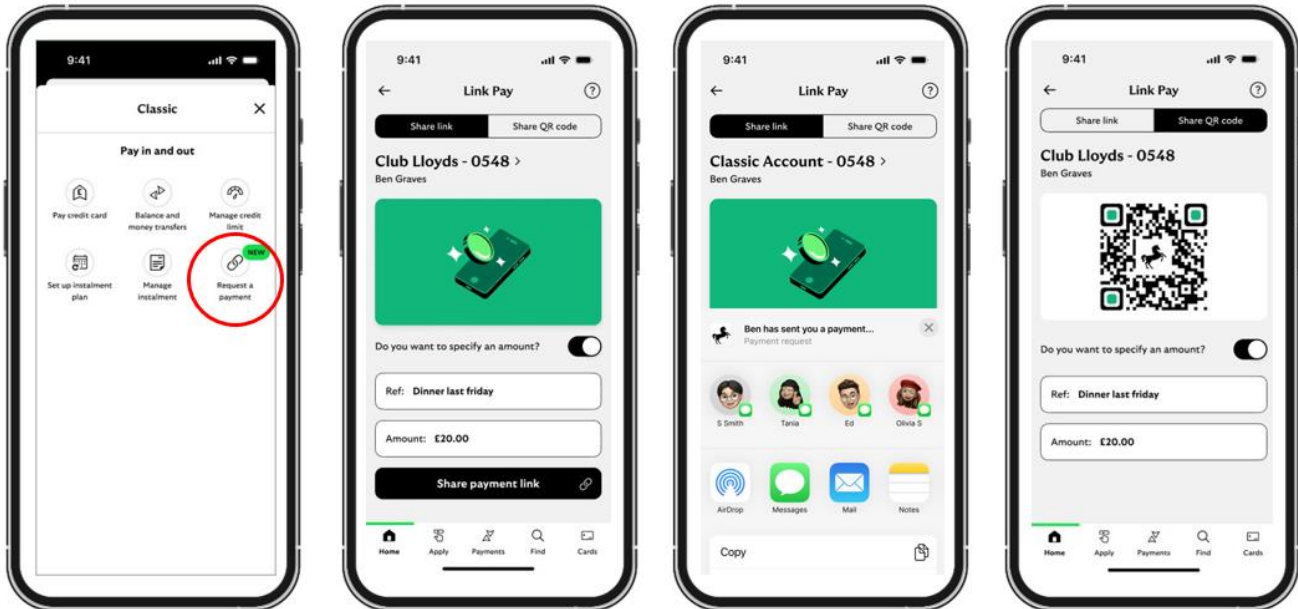 9:41
Classic
Pay in and out
Pay credit card
Balance and
money transfers
Manage credit
limit
NEW
Set up instalment
plan
Manage
instalment
Request a
payment
9:41
Link Pay
?
Share link
Share QR code
Club Lloyds - 0548 >
Ben Graves
Do you want to specify an amount?
Ref: Dinner last friday
Amount: £20.00
Share payment link
Home
Apply
Payments
Find
Cards
9:41
Link Pay
?
Share link
Share QR code
Classic Account - 0548 >
Ben Graves
Ben has sent you a payment...
Payment request
S Smith
Tania
Ed
Olivia S
AirDrop
Messages
Mail
Notes
Copy
9:41
Link Pay
?
Share link
Share QR code
Club Lloyds - 0548
Ben Graves
Do you want to specify an amount?
Ref: Dinner last friday
Amount: £20.00
Home
Apply
Payments
Find
Cards